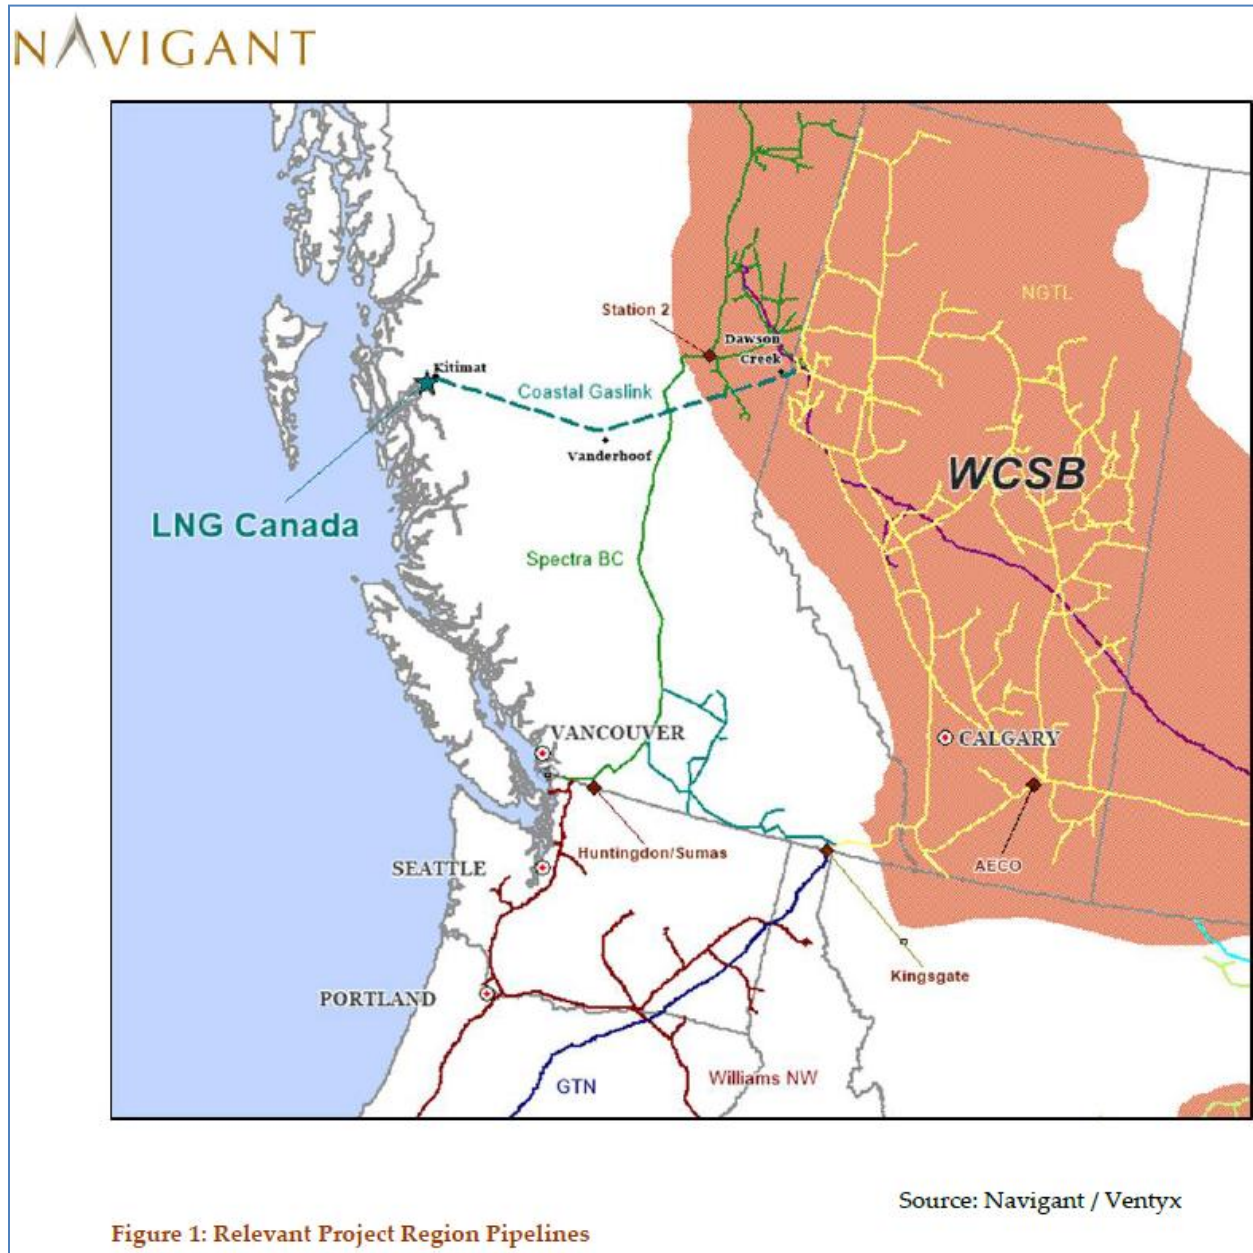 NAVIGANT
NGTL
Station 2
Dawson
Creek
Kitimat
Coastal Gaslink
Vanderhoof
WCSB
LNG Canada
Spectra BC
VANCOUVER
CALGARY
Huntingdon/Sumas
SEATTLE
AECO
Kingsgate
PORTLAND
GTN
Williams NW
Source: Navigant / Ventyx
Figure 1: Relevant Project Region Pipelines